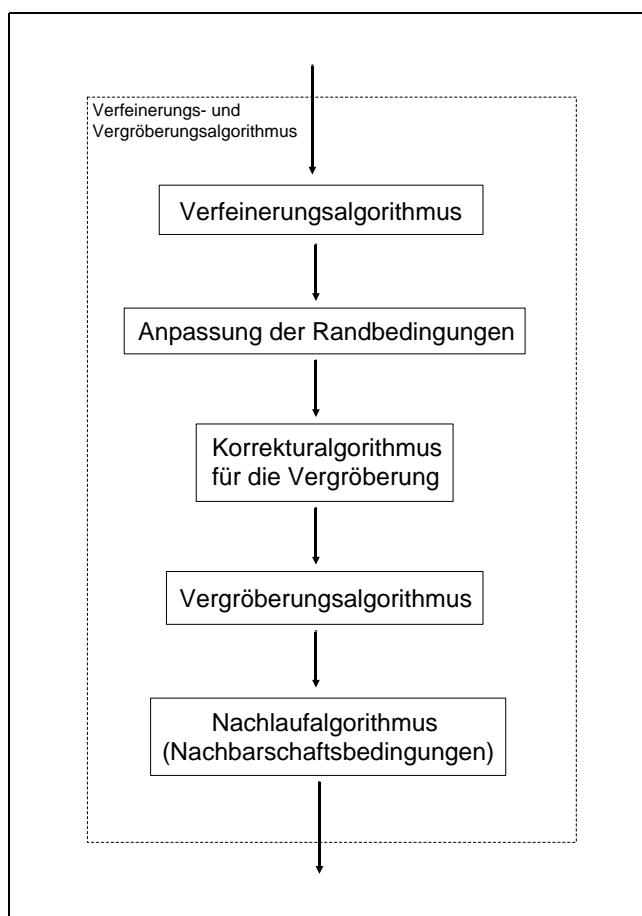 Verfeinerungs- und
Vergröberungsalgorithmus
Verfeinerungsalgorithmus
Anpassung der Randbedingungen
Korrekturalgorithmus
für die Vergröberung
Vergröberungsalgorithmus
Nachlaufalgorithmus
(Nachbarschaftsbedingungen)